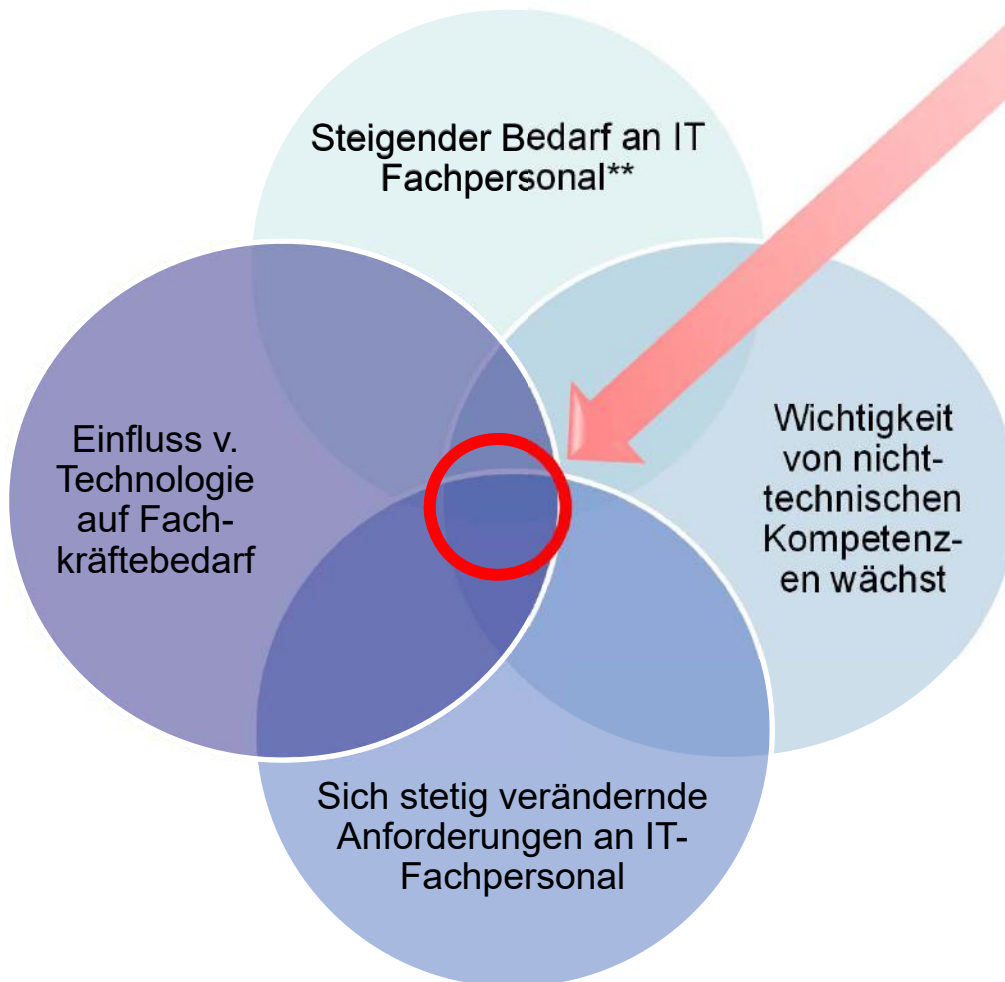 Steigender Bedarf an IT
Fachpersonal**
Einfluss v.
Technologie
auf Fach-
kräftebedarf
Wichtigkeit
von nicht-
technischen
Kompetenz-
en wächst
Sich stetig verändernde
Anforderungen an IT-
Fachpersonal